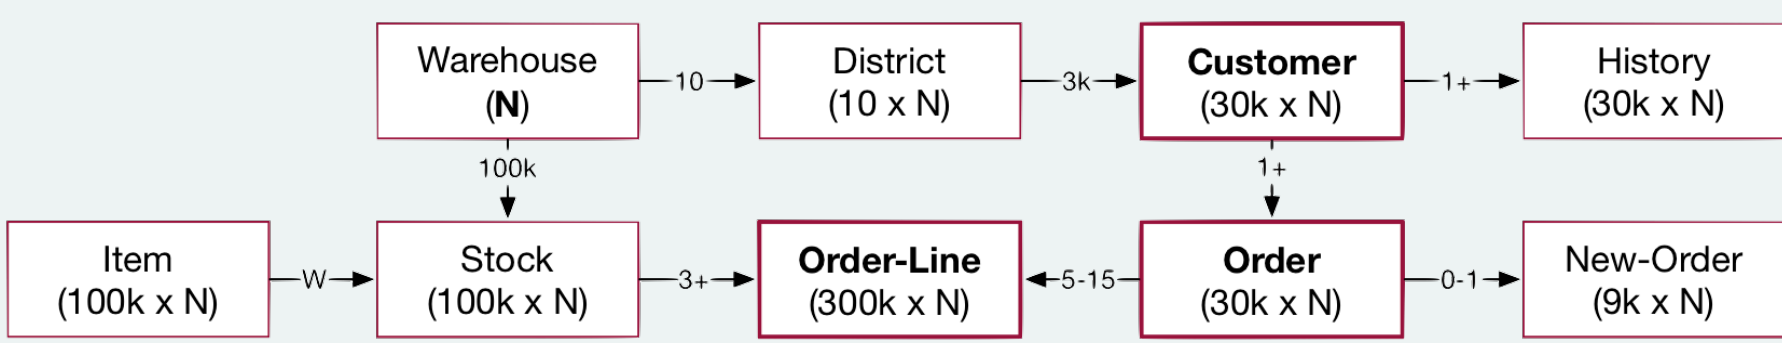 Warehouse
(N)
10
District
(10 x N)
3k
Customer
(30k x N)
1+
History
(30k x N)
100k
1+
Item
(100k x N)
W
Stock
(100k x N)
3+
Order-Line
(300k x N)
5-15
Order
(30k x N)
0-1
New-Order
(9k x N)